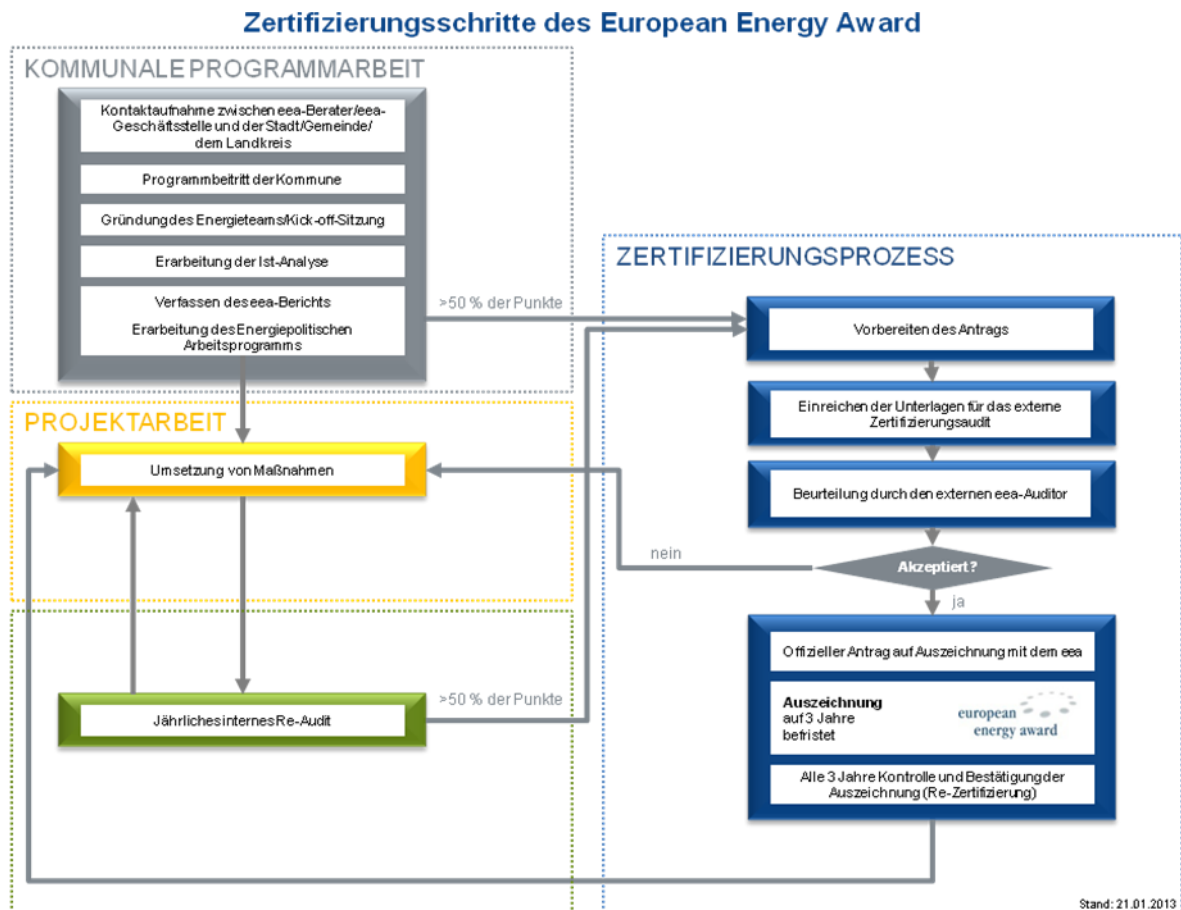 Zertifizierungsschritte des European Energy Award
KOMMUNALE PROGRAMMARBEIT
Kontaktaufnahme zwischen eea-Berater/eea-
Geschäftsstelle und der Stadt/Gemeinde/
dem Landkreis
Programmbeitritt der Kommune
Gründung des Energieteams/Kick-off-Sitzung
Erarbeitung der Ist-Analyse
Verfassen des eea-Berichts
Erarbeitung des Energiepolitischen
Arbeitsprogramms
>50 % der Punkte
PROJEKTARBEIT
Umsetzung von Maßnahmen
Jährliches internes Re-Audit
>50 % der Punkte
ZERTIFIZIERUNGSPROZESS
Vorbereiten des Antrags
Einreichen der Unterlagen für das externe
Zertifizierungsaudit
Beurteilung durch den externen eea-Auditor
Akzeptiert?
nein
ja
Offizieller Antrag auf Auszeichnung mit dem eea
Auszeichnung
auf 3 Jahre
befristet
european
energy award
Alle 3 Jahre Kontrolle und Bestätigung der
Auszeichnung (Re-Zertifizierung)
Stand: 21.01.2013